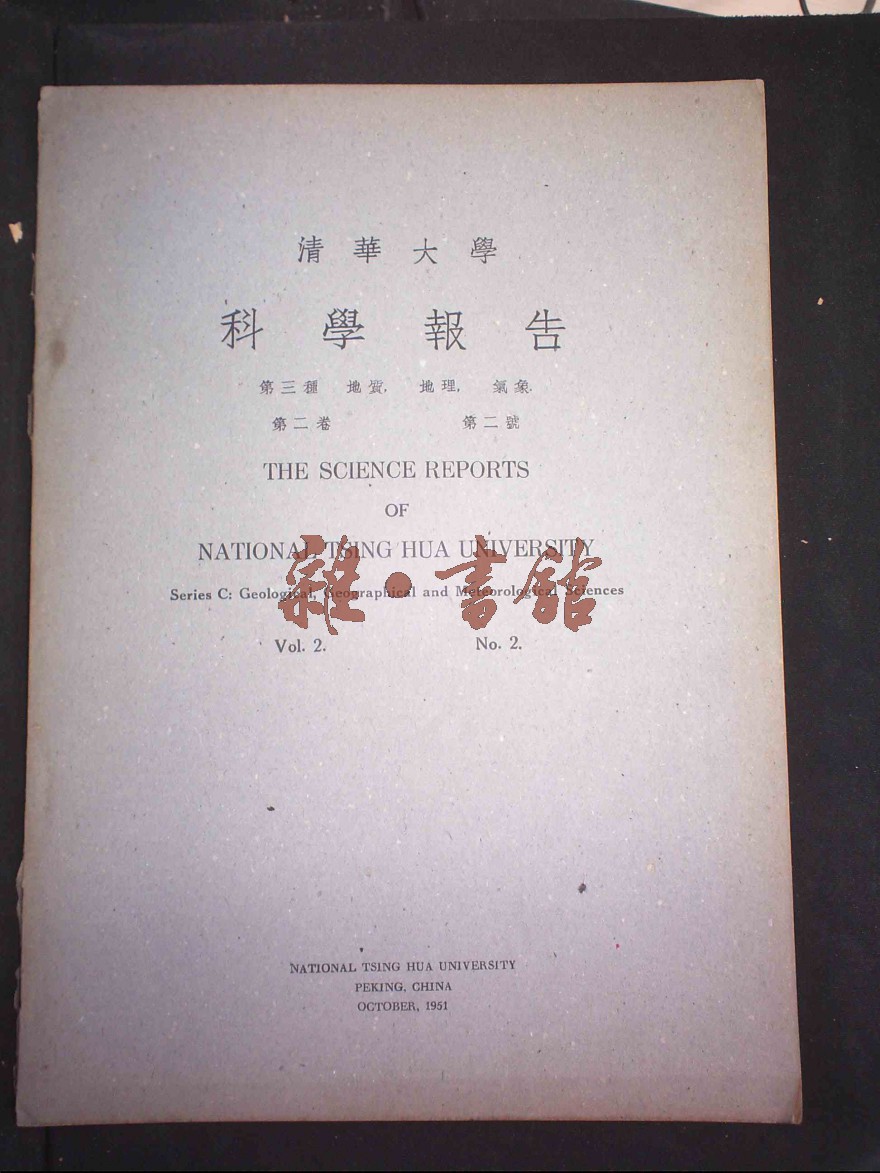 清華大學
科學報告
第三種 地質, 地理, 氣象,
第二卷 第二號
THE SCIENCE REPORTS
OF
NATIONAL TSING HUA UNIVERSITY
Series C: Geological, Geographical and Meteorological Sciences
Vol. 2. No. 2.
雜·書館
NATIONAL TSING HUA UNIVERSITY
PEKING, CHINA
OCTOBER, 1951